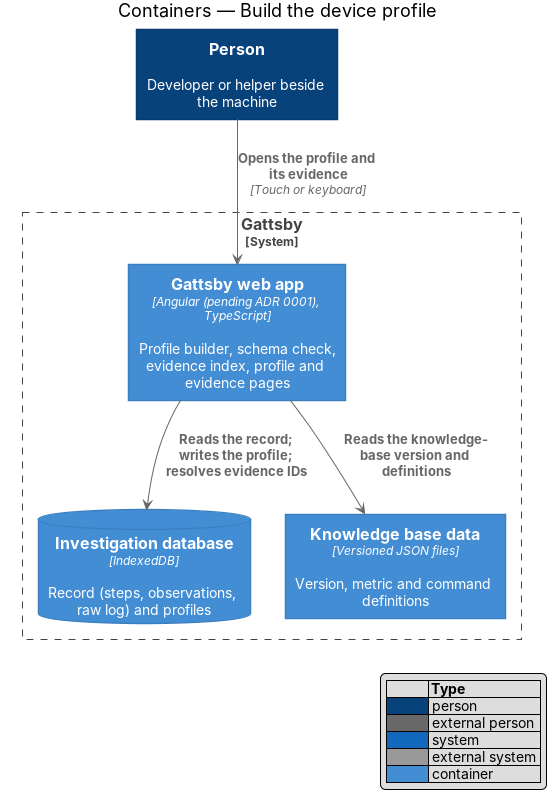 Containers — Build the device profile
Person
Developer or helper beside
the machine
Opens the profile and
its evidence
[Touch or keyboard]
Gattsby
[System]
Gattsby web app
[Angular (pending ADR 0001),
TypeScript]
Profile builder, schema check,
evidence index, profile and
evidence pages
Reads the record;
writes the profile;
resolves evidence IDs
Reads the knowledge-
base version and
definitions
Investigation database
[IndexedDB]
Record (steps, observations,
raw log) and profiles
Knowledge base data
[Versioned JSON files]
Version, metric and command
definitions
Type
person
external person
system
external system
container